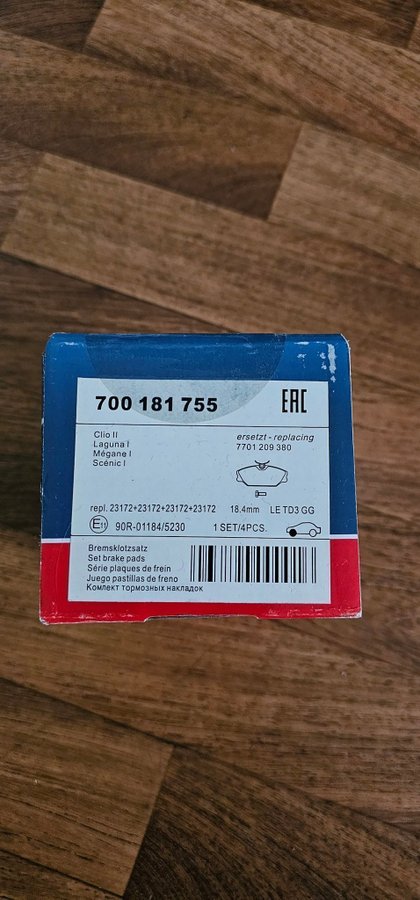 700 181 755
EAC
Clio II
Laguna I
Mégane I
Scénic I
ersetzt - replacing
7701 209 380
repl. 23172+23172+23172+23172 18.4mm LE TD3 GG
E11 90R-01184/5230 1 SET/4PCS.
Bremsklotzsatz
Set brake pads
Série plaques de frein
Juego pastillas de freno
Комлект тормозных накладок